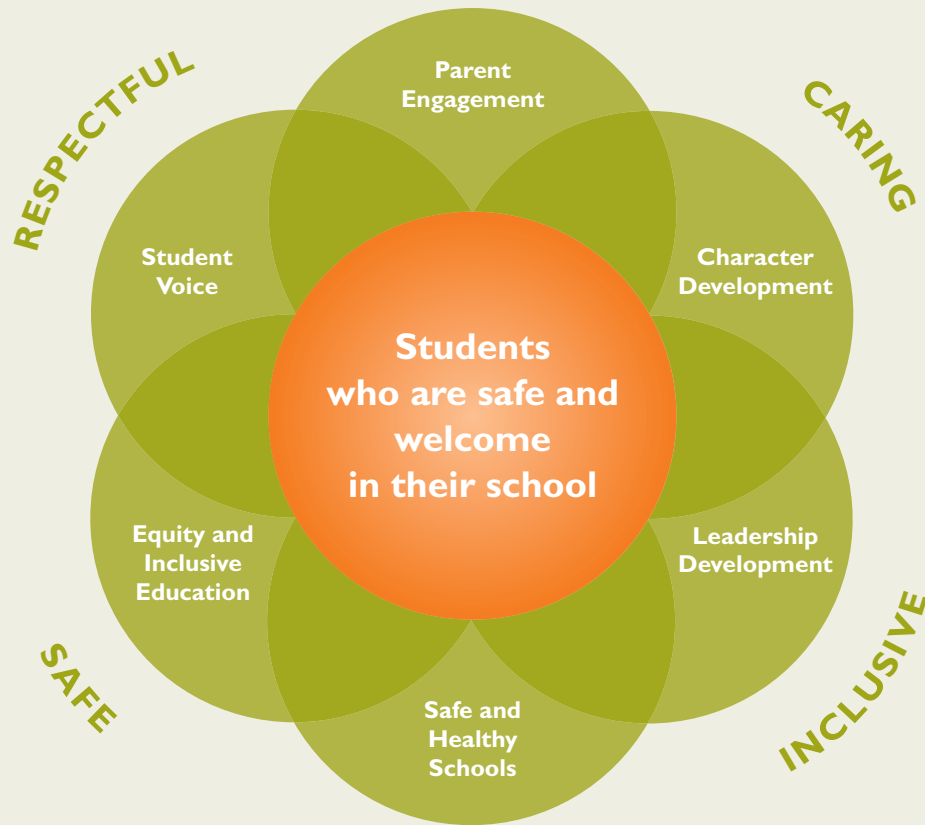 RESPECTFUL
CARING
Parent
Engagement
Student
Voice
Character
Development
Students
who are safe and
welcome
in their school
Equity and
Inclusive
Education
Leadership
Development
Safe and
Healthy
Schools
SAFE
INCLUSIVE